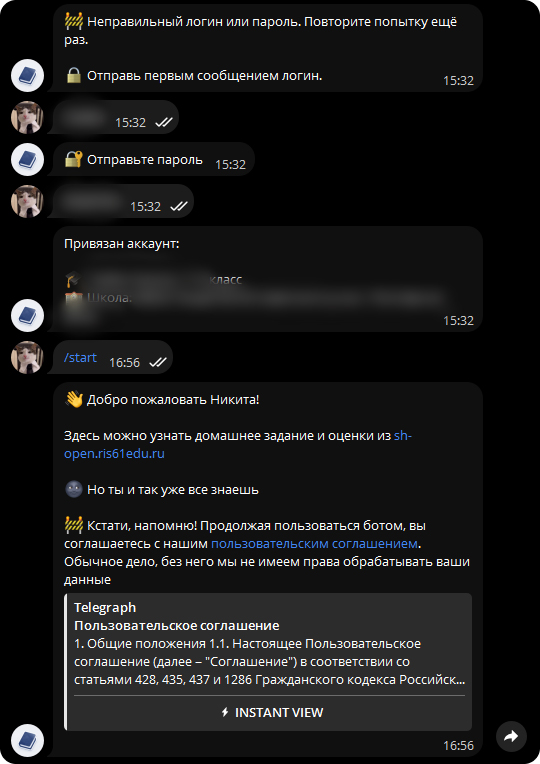 🚧 Неправильный логин или пароль. Повторите попытку ещё
раз.
🔒 Отправь первым сообщением логин.
15:32
15:32
🔐 Отправьте пароль 15:32
15:32
Привязан аккаунт:
класс
Школа:
15:32
/start 16:56
👋 Добро пожаловать Никита!
Здесь можно узнать домашнее задание и оценки из sh-
open.ris61edu.ru
🌚 Но ты и так уже все знаешь
🚧 Кстати, напомню! Продолжая пользоваться ботом, вы
соглашаетесь с нашим пользовательским соглашением.
Обычное дело, без него мы не имеем права обрабатывать ваши
данные
Telegraph
Пользовательское соглашение
1. Общие положения 1.1. Настоящее Пользовательское
соглашение (далее – "Соглашение") в соответствии со
статьями 428, 435, 437 и 1286 Гражданского кодекса Российск...
⚡ INSTANT VIEW
16:56